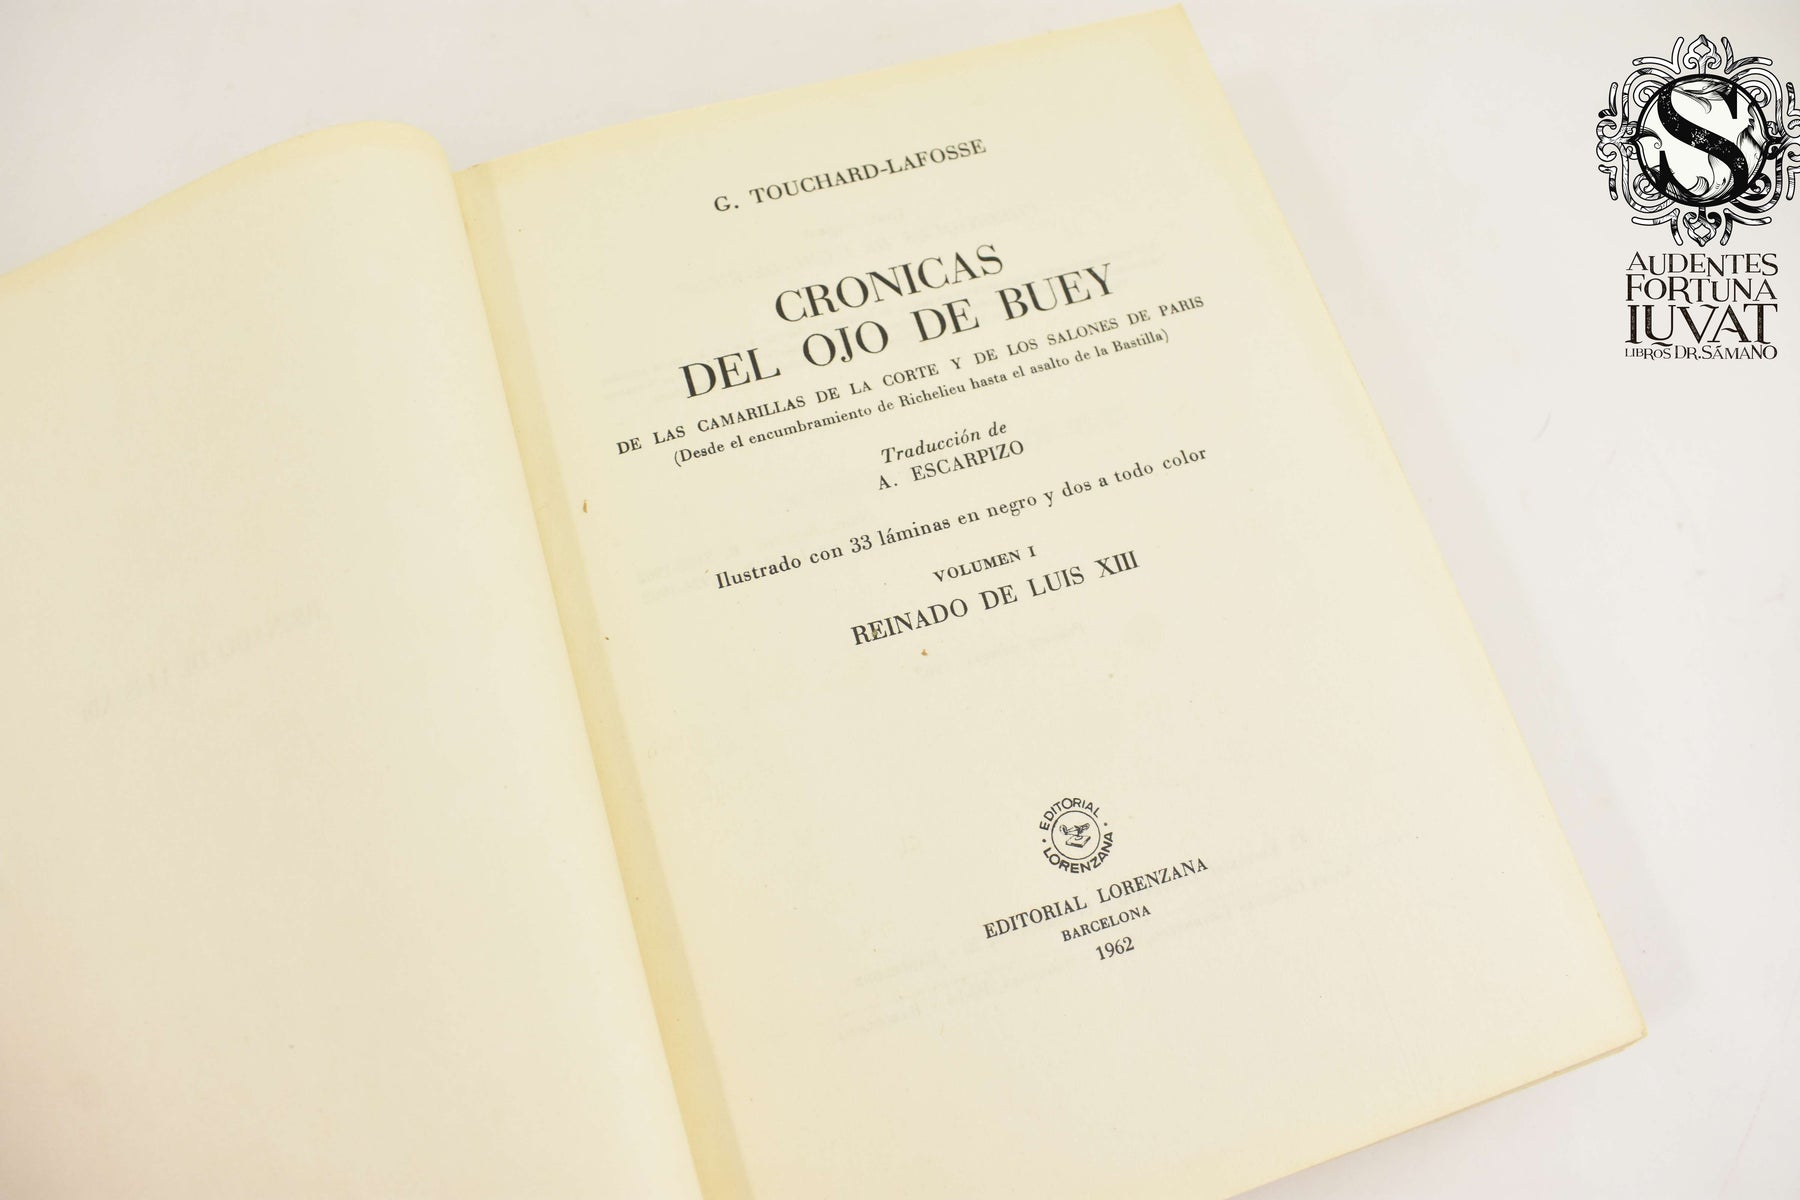 G. TOUCHARD-LAFOSSE
CRONICAS
DEL OJO DE BUEY
DE LAS CAMARILLAS DE LA CORTE Y DE LOS SALONES DE PARIS
(Desde el encumbramiento de Richelieu hasta el asalto de la Bastilla)
Traducción de
A. ESCARPIZO
Ilustrado con 33 láminas en negro y dos a todo color
VOLUMEN I
REINADO DE LUIS XIII
EDITORIAL
LORENZANA
EDITORIAL LORENZANA
BARCELONA
1962
S
AUDENTES
FORTUNA
IUVAT
LIBROS DR. SÁMANO